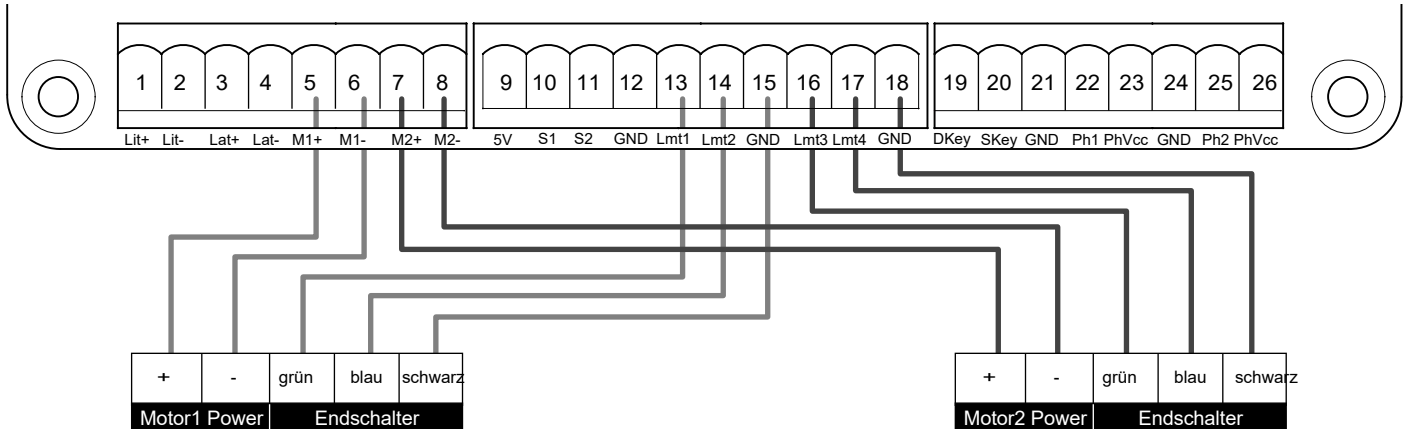 1 2 3 4 5 6 7 8 9 10 11 12 13 14 15 16 17 18 19 20 21 22 23 24 25 26
Lit+ Lit- Lat+ Lat- M1+ M1- M2+ M2- 5V S1 S2 GND Lmt1 Lmt2 GND Lmt3 Lmt4 GND DKey SKey GND Ph1 PhVcc GND Ph2 PhVcc
+ - grün blau schwarz + - grün blau schwarz
Motor1 Power Endschalter Motor2 Power Endschalter